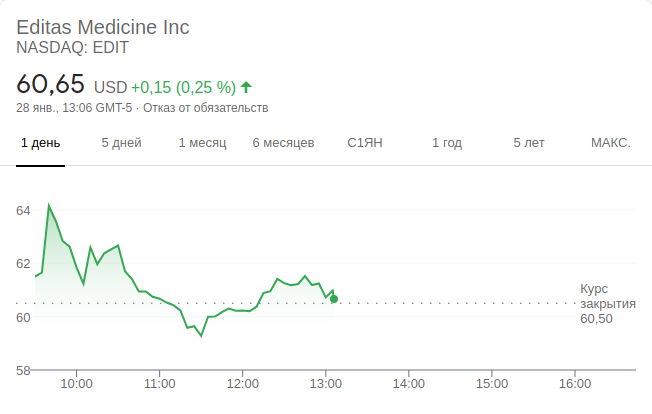 Editas Medicine Inc
NASDAQ: EDIT
60,65 USD +0,15 (0,25 %)
28 янв., 13:06 GMT-5 · Отказ от обязательств
1 день 5 дней 1 месяц 6 месяцев С1ЯН 1 год 5 лет МАКС.
64
62
60
58
Курс
закрытия
60,50
10:00 11:00 12:00 13:00 14:00 15:00 16:00